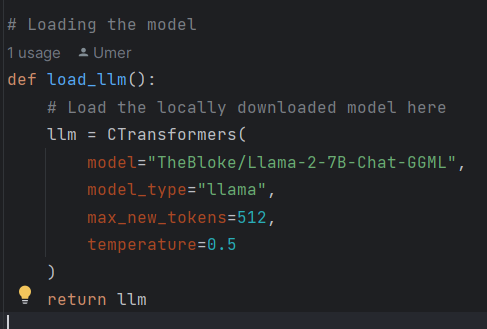 # Loading the model
1 usage Umer
def load_llm():
    # Load the locally downloaded model here
    llm = CTransformers(
        model="TheBloke/Llama-2-7B-Chat-GGML",
        model_type="llama",
        max_new_tokens=512,
        temperature=0.5
    )
    return llm